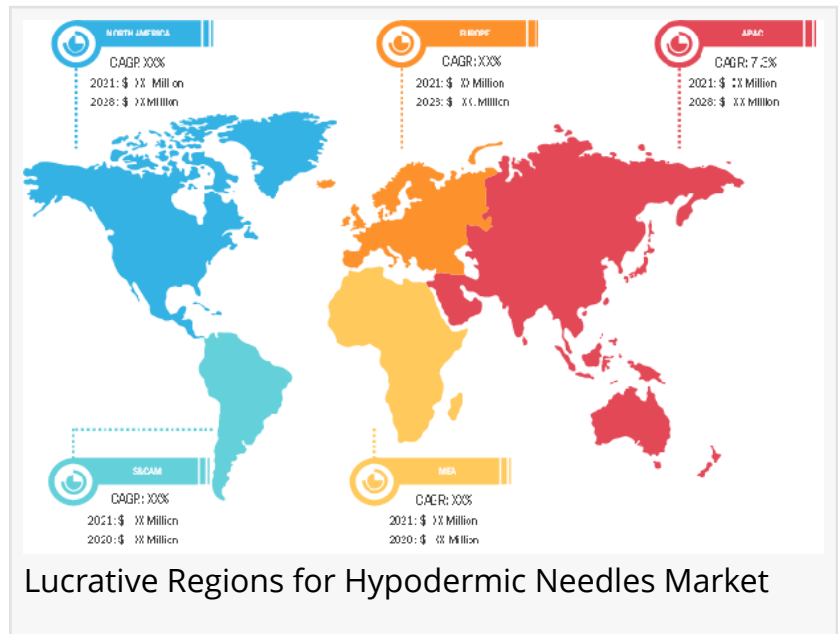 NORTH AMERICA
CAGR: XX%
2021: $ XX Million
2028: $ XX Million
EUROPE
CAGR: XX%
2021: $ XX Million
2028: $ XX Million
APAC
CAGR: 7.3%
2021: $ XX Million
2028: $ XX Million
S&CAM
CAGR: XX%
2021: $ XX Million
$ XX Million
MEA
CAGR: XX%
2021: $ XX Million
$ XX Million
Lucrative Regions for Hypodermic Needles Market